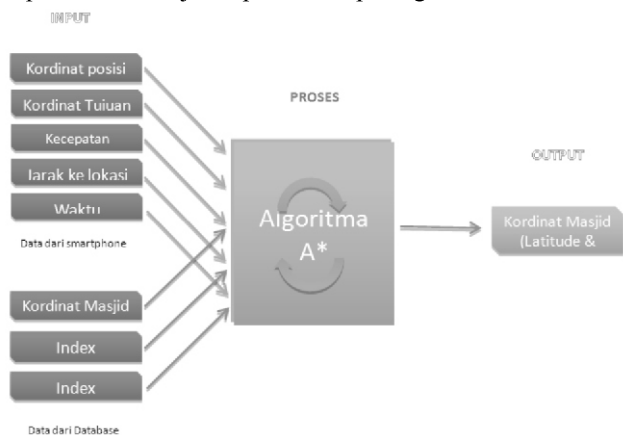 INPUT
Kordinat posisi
Kordinat Tujuan
Kecepatan
Jarak ke lokasi
Waktu
Data dari smartphone
Kordinat Masjid
Index
Index
Data dari Database
PROSES
Algoritma
A*
OUTPUT
Kordinat Masjid
(Latitude &